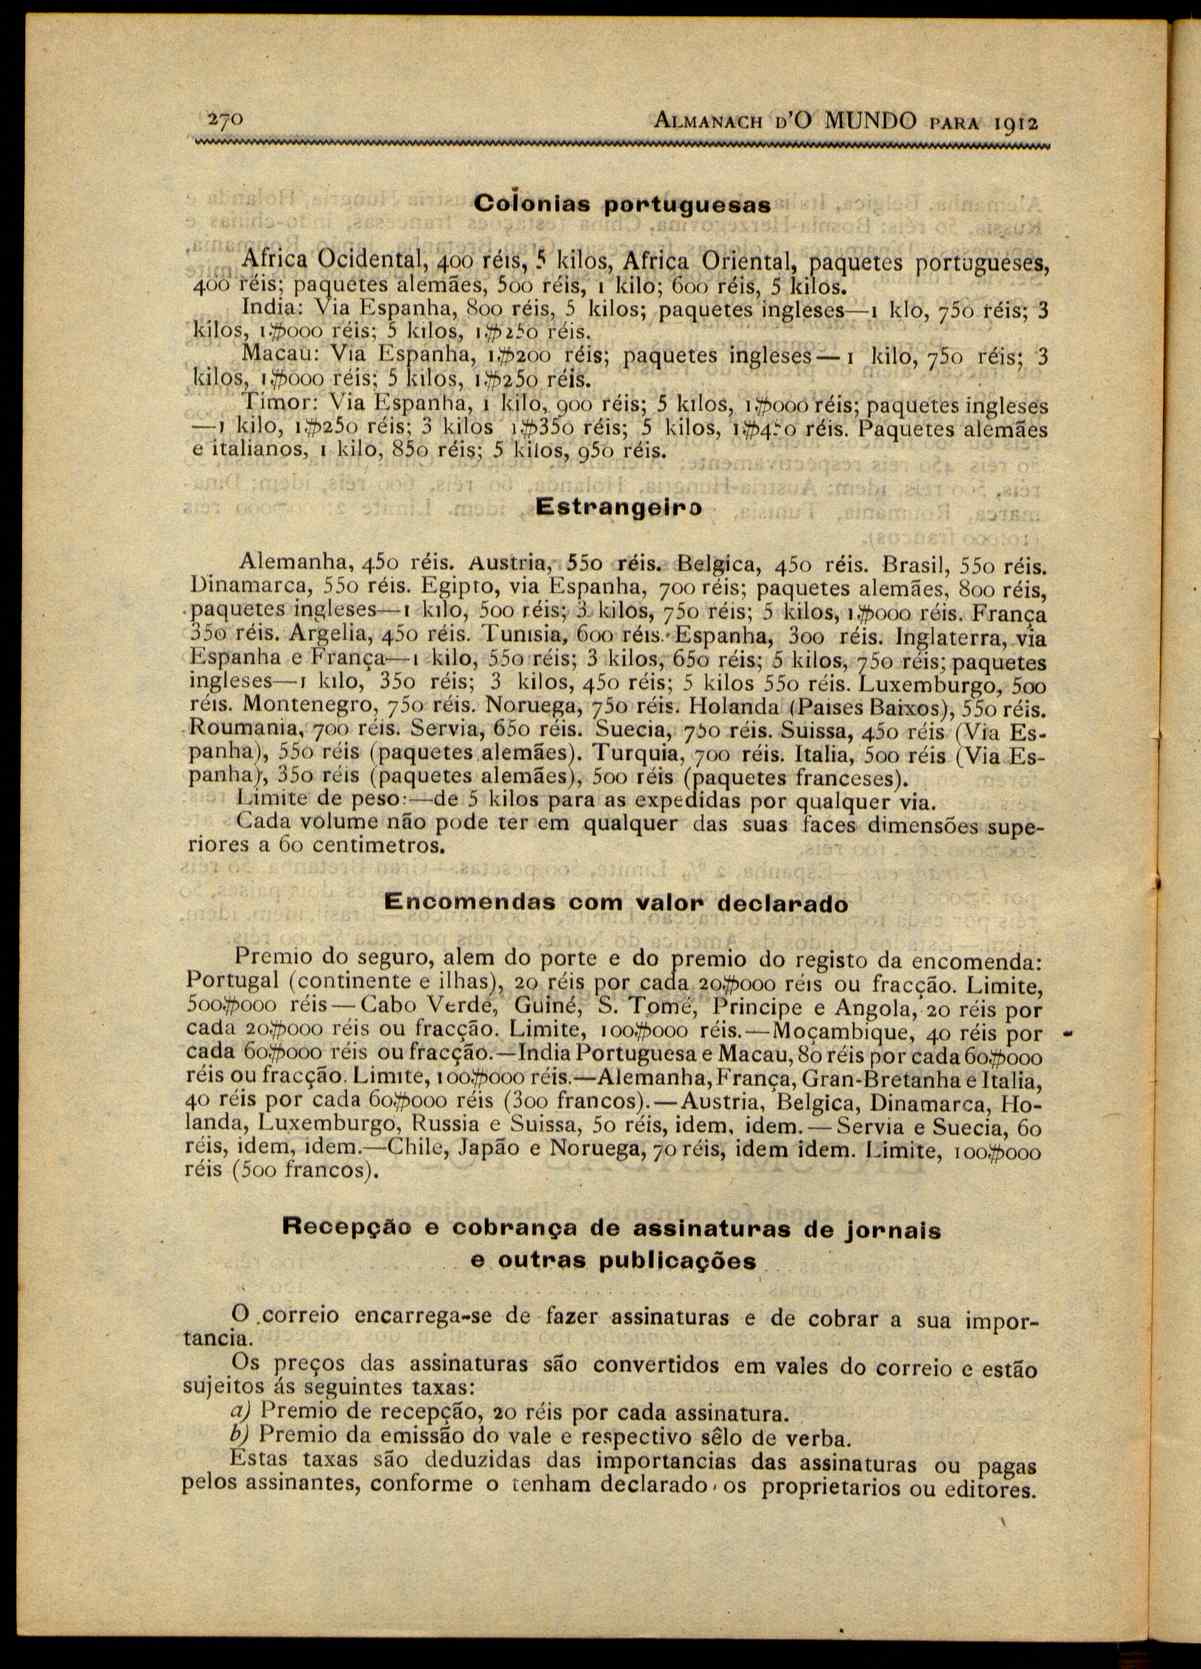 270 ALMANACH D'O MUNDO PARA 1912
Colonias portuguesas
Africa Ocidental, 400 réis, 5 kilos, Africa Oriental, paquetes portugueses,
400 réis; paquetes alemães, 500 réis, 1 kilo; 600 réis, 5 kilos.
India: Via Espanha, 800 réis, 5 kilos; paquetes ingleses—1 klo, 750 réis; 3
kilos, 1$000 réis; 5 kilos, 1$250 réis.
Macau: Via Espanha, 1$200 réis; paquetes ingleses—1 kilo, 750 réis; 3
kilos, 1$000 réis; 5 kilos, 1$250 réis.
Timor: Via Espanha, 1 kilo, 900 réis; 5 kilos, 1$000 réis; paquetes ingleses
—1 kilo, 1$250 réis; 3 kilos 1$350 réis; 5 kilos, réis. Paquetes alemães
e italianos, 1 kilo, 850 réis; 5 kilos, 950 réis.
Estrangeiro
Alemanha, 450 réis. Austria, 550 réis. Belgica, 450 réis. Brasil, 550 réis.
Dinamarca, 550 réis. Egipto, via Espanha, 700 réis; paquetes alemães, 800 réis,
paquetes ingleses—1 kilo, 500 réis; 3 kilos, 750 réis; 5 kilos, 1$000 réis. França
350 réis. Argelia, 450 réis. Tunisia, 600 réis. Espanha, 300 réis. Inglaterra, via
Espanha e França—1 kilo, 550 réis; 3 kilos, 650 réis; 5 kilos, 750 réis; paquetes
ingleses—1 kilo, 350 réis; 3 kilos, 450 réis; 5 kilos 550 réis. Luxemburgo, 500
réis. Montenegro, 750 réis. Noruega, 750 réis. Holanda (Paises Baixos), 550 réis.
Roumania, 700 réis. Servia, 650 réis. Suecia, 750 réis. Suissa, 450 réis (Via Es-
panha), 550 réis (paquetes alemães). Turquia, 700 réis. Italia, 500 réis (Via Es-
panha), 350 réis (paquetes alemães), 500 réis (paquetes franceses).
Limite de peso:—de 5 kilos para as expedidas por qualquer via.
Cada volume não pode ter em qualquer das suas faces dimensões supe-
riores a 60 centimetros.
Encomendas com valor declarado
Premio do seguro, alem do porte e do premio do registo da encomenda:
Portugal (continente e ilhas), 20 réis por cada 20$000 réis ou fracção. Limite,
500$000 réis—Cabo Verde, Guiné, S. Tomé, Principe e Angola, 20 réis por
cada 20$000 réis ou fracção. Limite, 100$000 réis.—Moçambique, 40 réis por
cada 60$000 réis ou fracção.—India Portuguesa e Macau, 80 réis por cada 60$000
réis ou fracção. Limite, 100$000 réis.—Alemanha, França, Gran-Bretanha e Italia,
40 réis por cada 60$000 réis (300 francos).—Austria, Belgica, Dinamarca, Ho-
landa, Luxemburgo, Russia e Suissa, 50 réis, idem, idem.—Servia e Suecia, 60
réis, idem, idem.—Chile, Japão e Noruega, 70 réis, idem idem. Limite, 100$000
réis (500 francos).
Recepção e cobrança de assinaturas de jornais
e outras publicações
O correio encarrega-se de fazer assinaturas e de cobrar a sua impor-
tancia.
Os preços das assinaturas são convertidos em vales do correio e estão
sujeitos ás seguintes taxas:
a) Premio de recepção, 20 réis por cada assinatura.
b) Premio da emissão do vale e respectivo sêlo de verba.
Estas taxas são deduzidas das importancias das assinaturas ou pagas
pelos assinantes, conforme o tenham declarado os proprietarios ou editores.